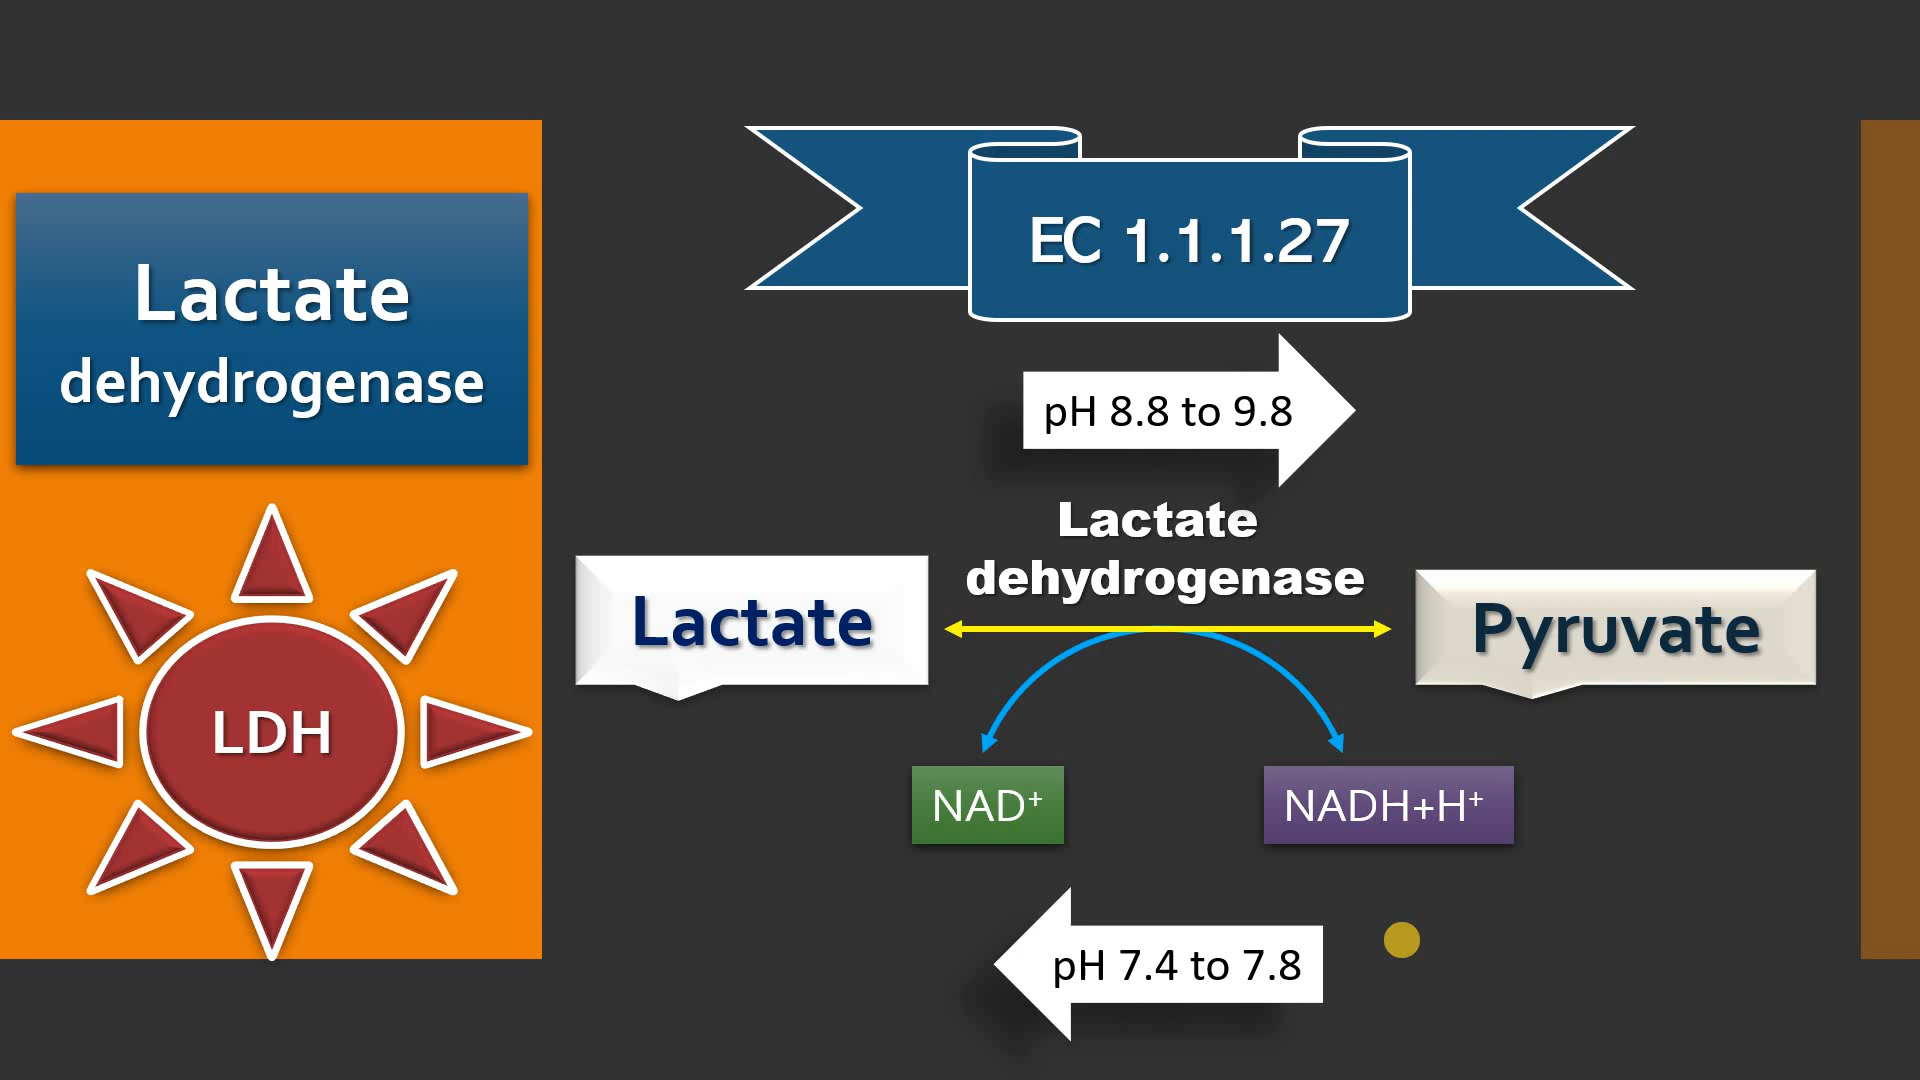 Lactate
dehydrogenase
LDH
EC 1.1.1.27
pH 8.8 to 9.8
Lactate
dehydrogenase
Lactate
Pyruvate
NAD⁺
NADH+H⁺
pH 7.4 to 7.8